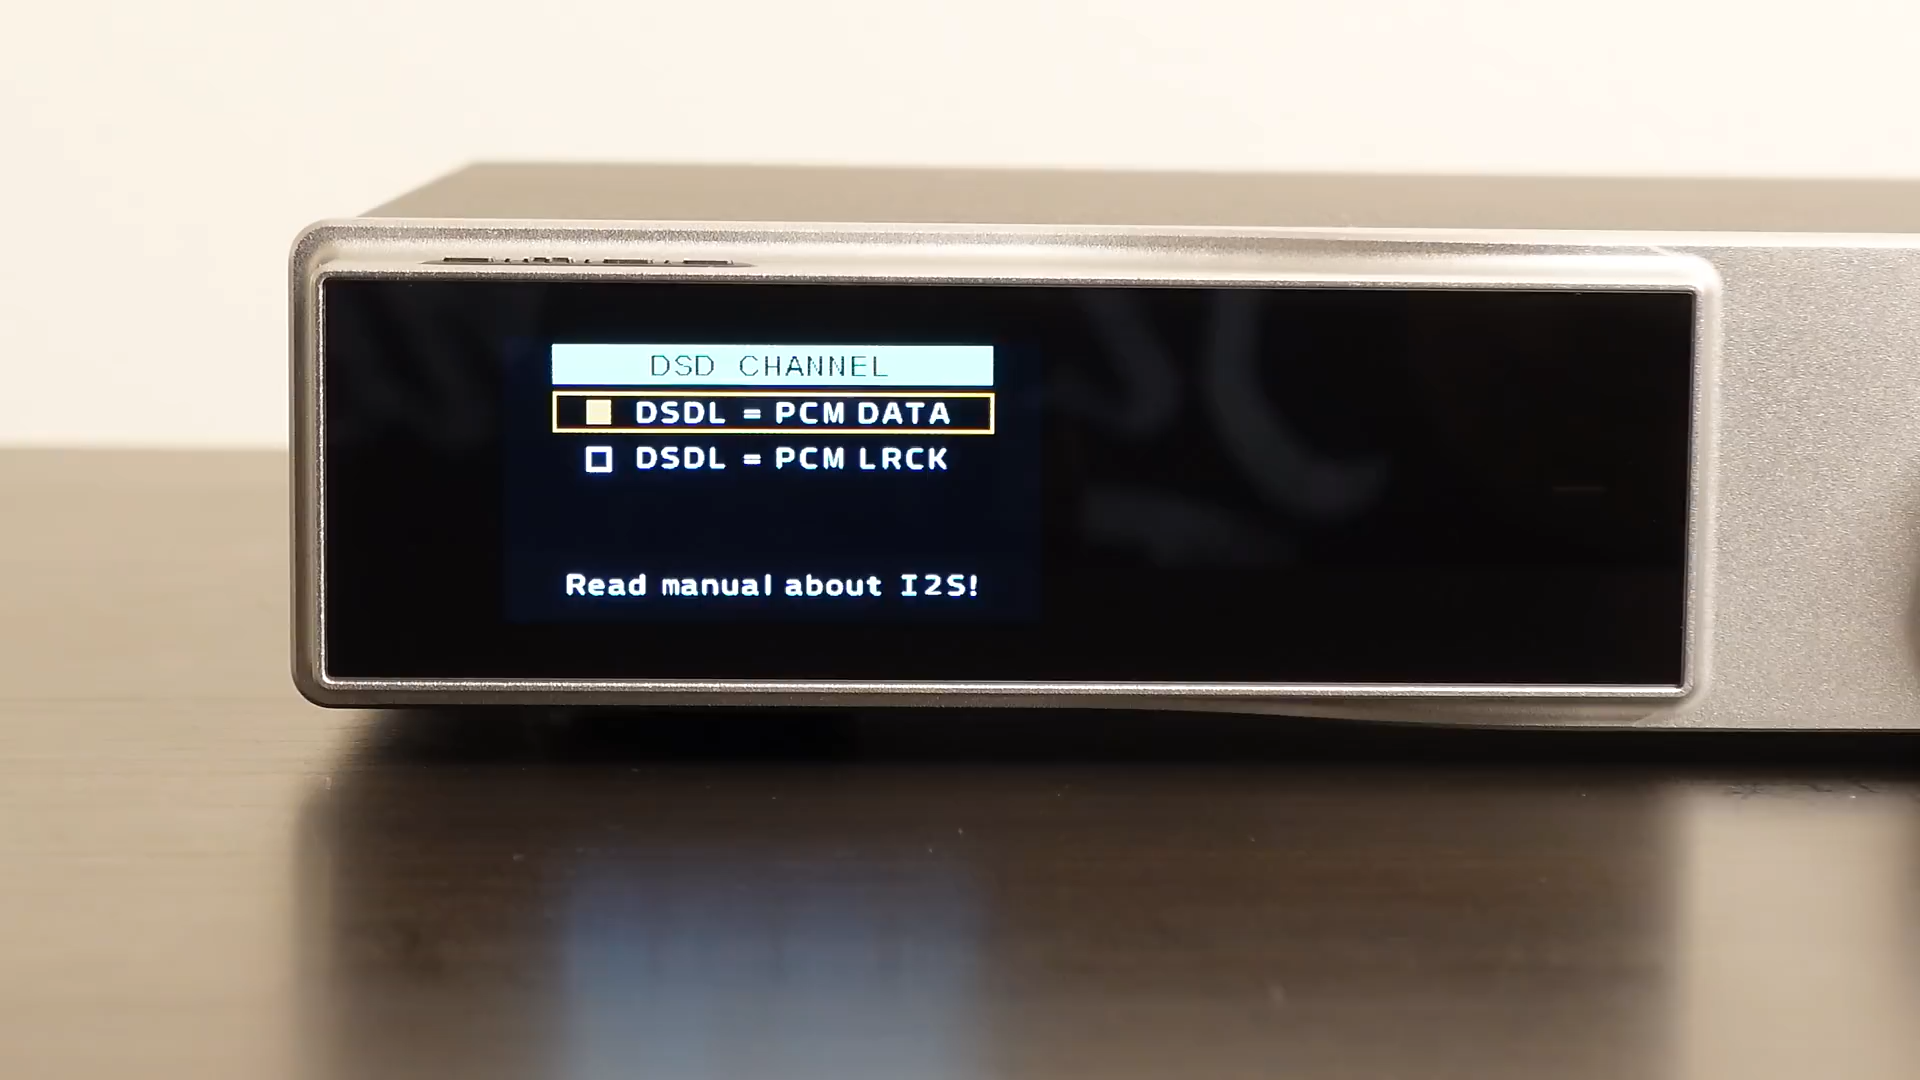 DSD CHANNEL
DSDL = PCM DATA
DSDL = PCM LRCK
Read manual about I2S!